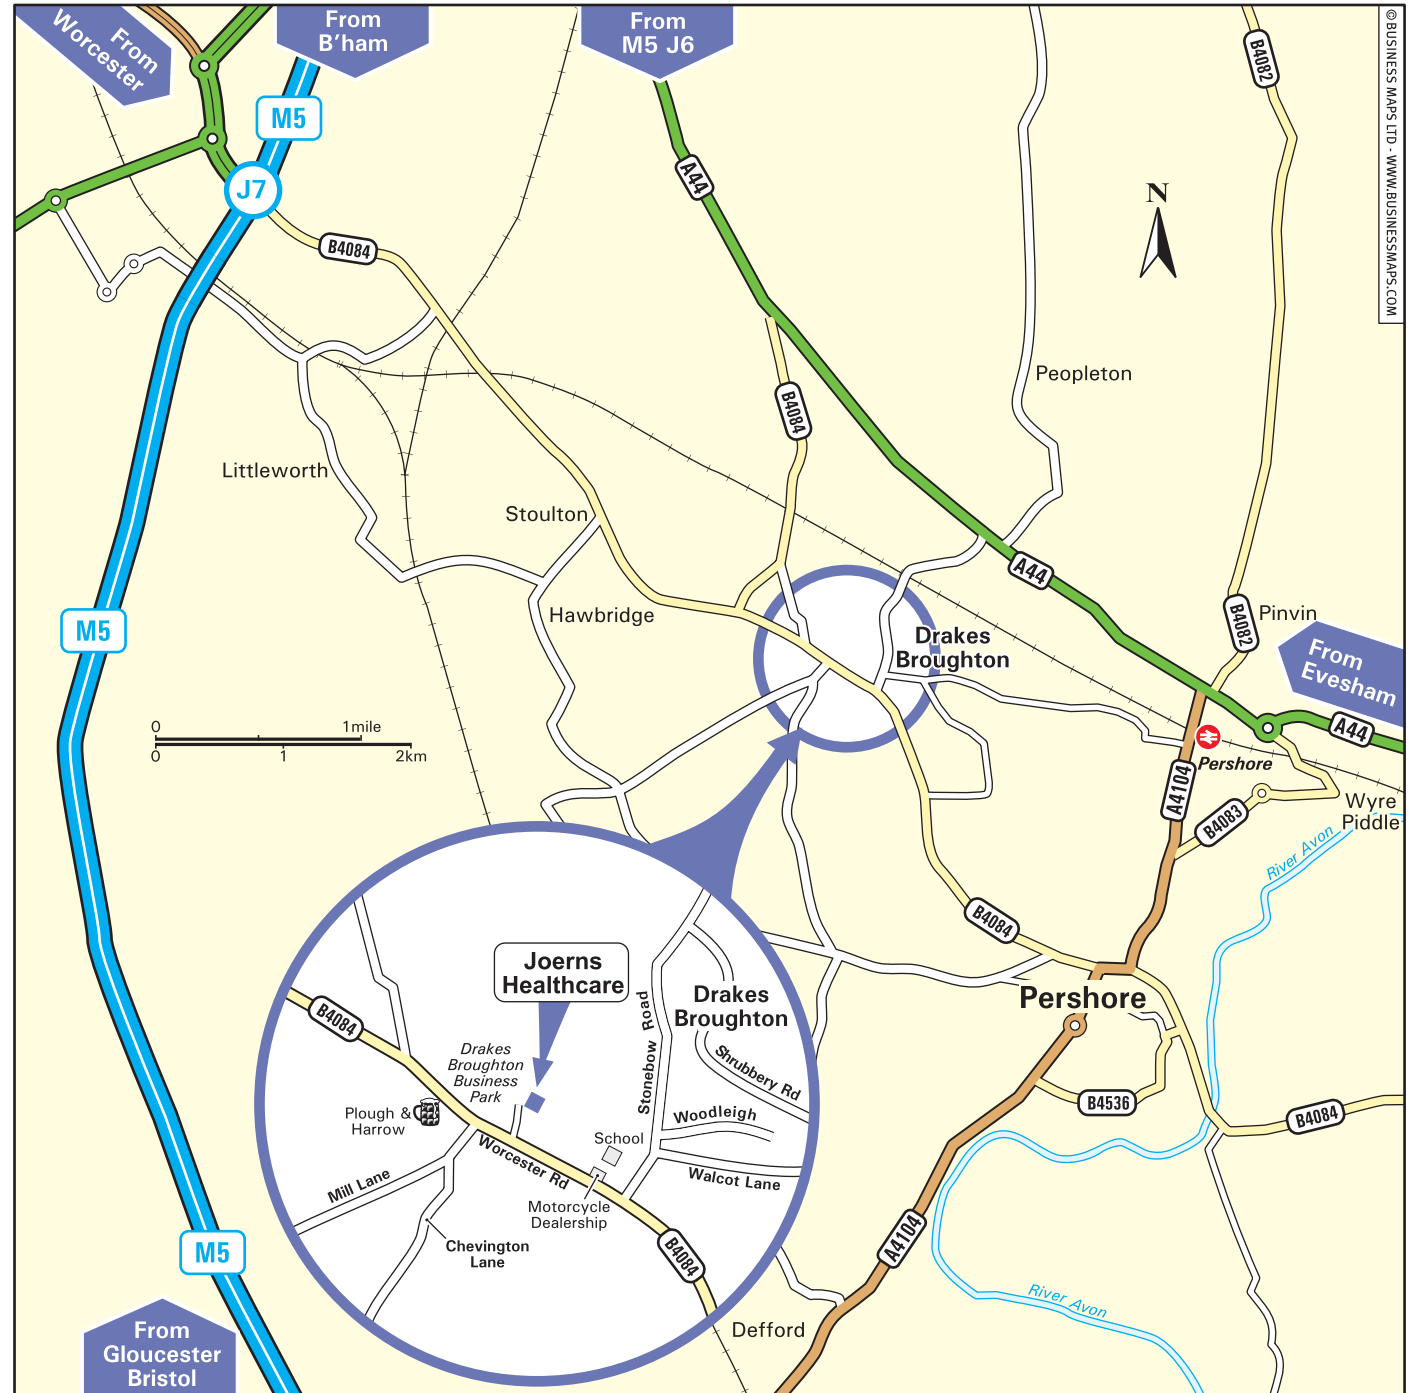 From
Worcester
From
B'ham
From
M5 J6
©BUSINESS MAPS LTD - WWW.BUSINESSMAPS.COM
B4082
M5
A44
J7
N
B4084
Peopleton
B4084
Littleworth
Stoulton
A44
Hawbridge
Pinvin
B4082
M5
Drakes
Broughton
From
Evesham
0
1mile
0
1
2km
A44
Pershore
A4104
Wyre
Piddle
B4083
River Avon
B4084
Pershore
Joerns
Healthcare
Drakes
Broughton
B4084
Stonebow Road
Drakes
Broughton
Business
Park
Shrubbery Rd
Plough &
Harrow
Woodleigh
School
Worcester Rd
Walcot Lane
Mill Lane
Motorcycle
Dealership
Chevington
Lane
B4084
B4536
B4084
A4104
M5
River Avon
Defford
From
Gloucester
Bristol